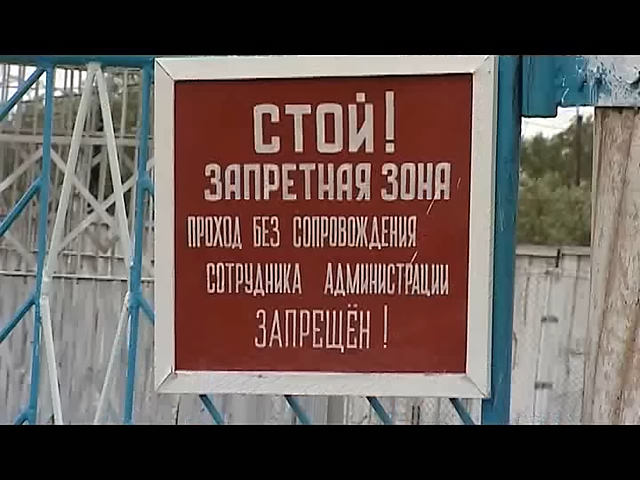 СТОЙ!
ЗАПРЕТНАЯ ЗОНА
ПРОХОД БЕЗ СОПРОВОЖДЕНИЯ
СОТРУДНИКА АДМИНИСТРАЦИИ
ЗАПРЕЩЁН !